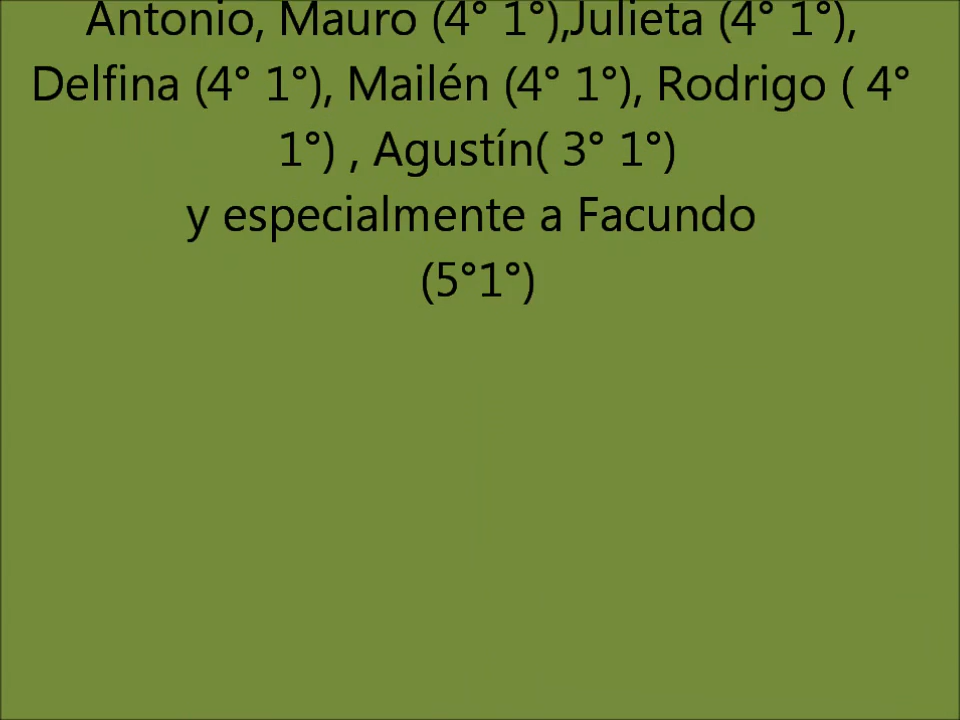 Antonio, Mauro (4° 1°),Julieta (4° 1°),
Delfina (4° 1°), Mailén (4° 1°), Rodrigo ( 4°
1°) , Agustín( 3° 1°)
y especialmente a Facundo
(5°1°)